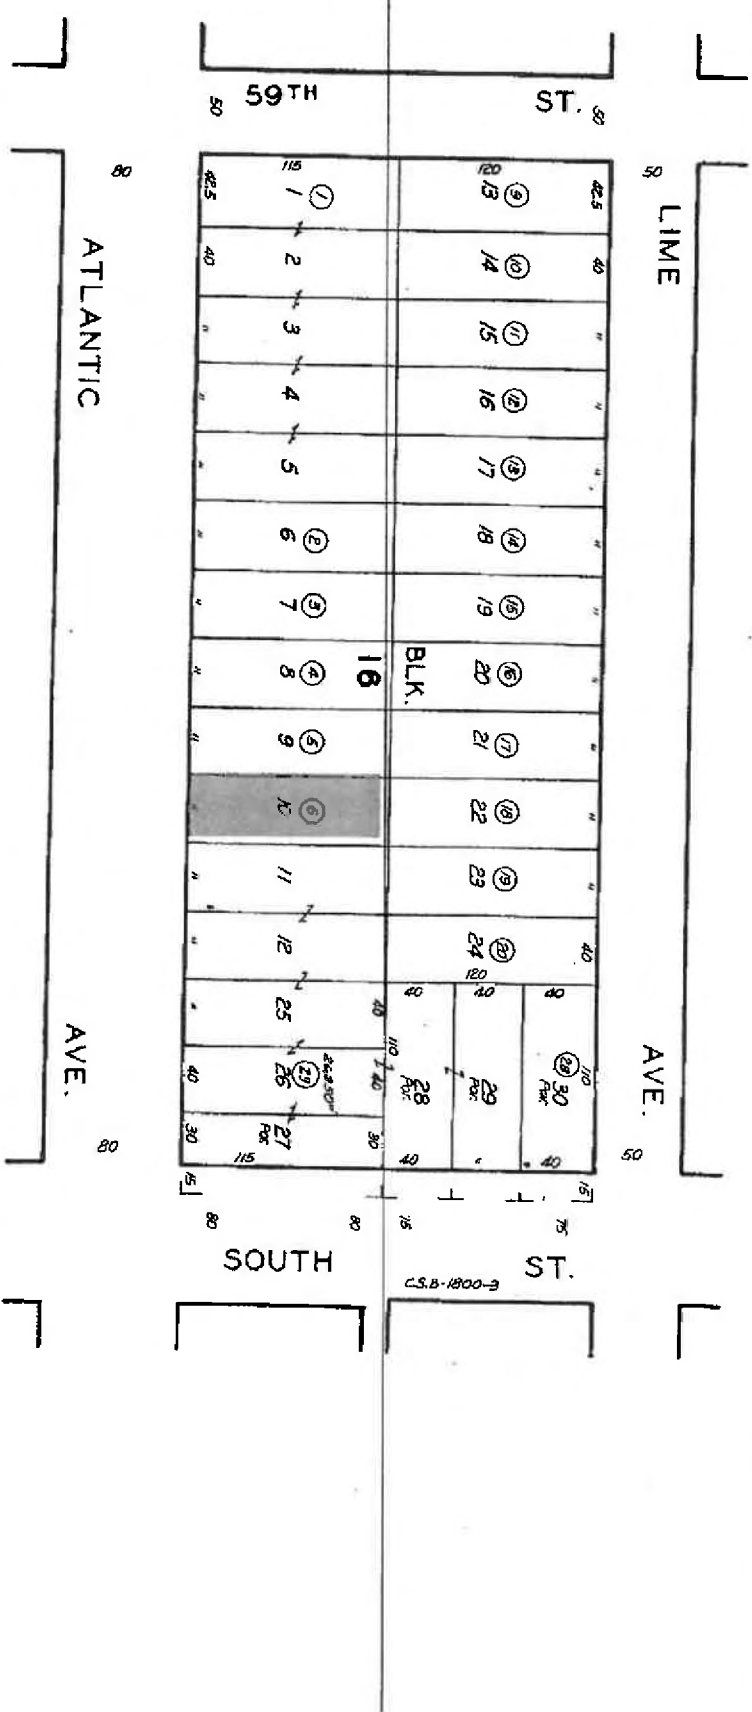 59TH ST.
50 50
80 50
115 120
42.5 1 ① 13 ⑨ 42.5
40 2 14 ⑩ 40
" 3 15 ⑪ "
" 4 16 ⑫ "
" 5 17 ⑬ "
" 6 ② 18 ⑭ "
" 7 ③ 19 ⑮ "
" 8 ④ 20 ⑯ "
BLK.
16
" 9 ⑤ 21 ⑰ "
" 10 ⑥ 22 ⑱ "
" 11 23 ⑲ "
" 12 24 ⑳ 40
120
" 25 40 40 40 40
110 110
40 26 ㉙ 40
28 POR. 29 POR. 30 POR. ㉘
30 27 POR. 30
115 40 " 40
ATLANTIC AVE.
LIME AVE.
80 50
15 15
80 80 15 75
SOUTH ST.
C.S.B-1800-3